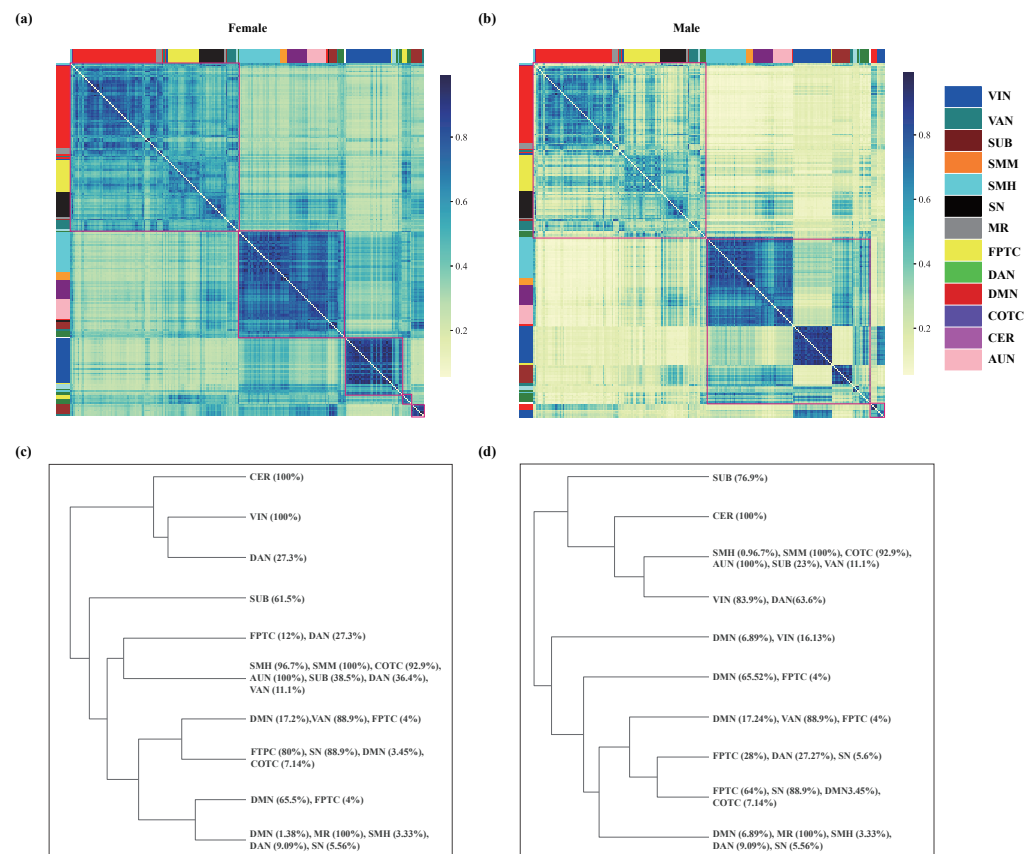 (a)
Female
0.8
0.6
0.4
0.2
(b)
Male
0.8
0.6
0.4
0.2
VIN
VAN
SUB
SMM
SMH
SN
MR
FPTC
DAN
DMN
COTC
CER
AUN
(c)
CER (100%)
VIN (100%)
DAN (27.3%)
SUB (61.5%)
FPTC (12%), DAN (27.3%)
SMH (96.7%), SMM (100%), COTC (92.9%),
AUN (100%), SUB (38.5%), DAN (36.4%),
VAN (11.1%)
DMN (17.2%),VAN (88.9%), FPTC (4%)
FTPC (80%), SN (88.9%), DMN (3.45%),
COTC (7.14%)
DMN (65.5%), FPTC (4%)
DMN (1.38%), MR (100%), SMH (3.33%),
DAN (9.09%), SN (5.56%)
(d)
SUB (76.9%)
CER (100%)
SMH (0.96.7%), SMM (100%), COTC (92.9%),
AUN (100%), SUB (23%), VAN (11.1%)
VIN (83.9%), DAN(63.6%)
DMN (6.89%), VIN (16.13%)
DMN (65.52%), FPTC (4%)
DMN (17.24%), VAN (88.9%), FPTC (4%)
FPTC (28%), DAN (27.27%), SN (5.6%)
FPTC (64%), SN (88.9%), DMN3.45%),
COTC (7.14%)
DMN (6.89%), MR (100%), SMH (3.33%),
DAN (9.09%), SN (5.56%)